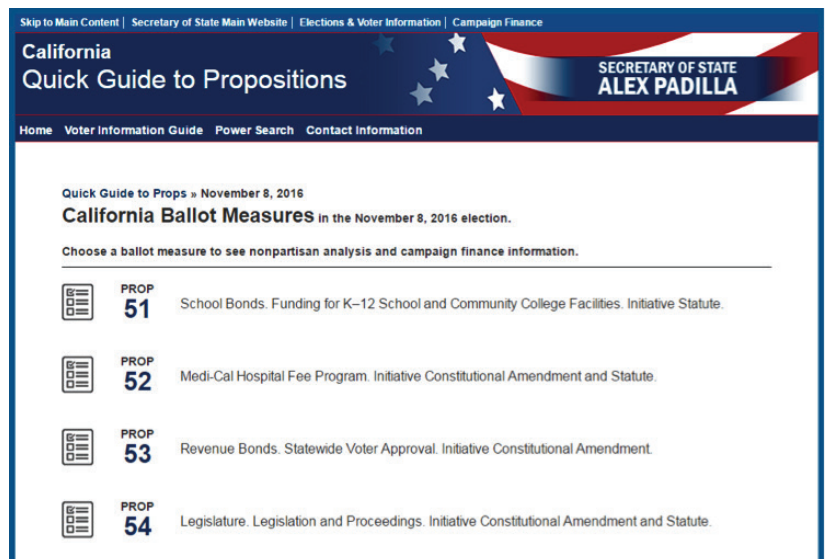 Skip to Main Content | Secretary of State Main Website | Elections & Voter Information | Campaign Finance
California
Quick Guide to Propositions
SECRETARY OF STATE
ALEX PADILLA
Home Voter Information Guide Power Search Contact Information
Quick Guide to Props » November 8, 2016
California Ballot Measures in the November 8, 2016 election.
Choose a ballot measure to see nonpartisan analysis and campaign finance information.
PROP
51
School Bonds. Funding for K–12 School and Community College Facilities. Initiative Statute.
PROP
52
Medi-Cal Hospital Fee Program. Initiative Constitutional Amendment and Statute.
PROP
53
Revenue Bonds. Statewide Voter Approval. Initiative Constitutional Amendment.
PROP
54
Legislature. Legislation and Proceedings. Initiative Constitutional Amendment and Statute.